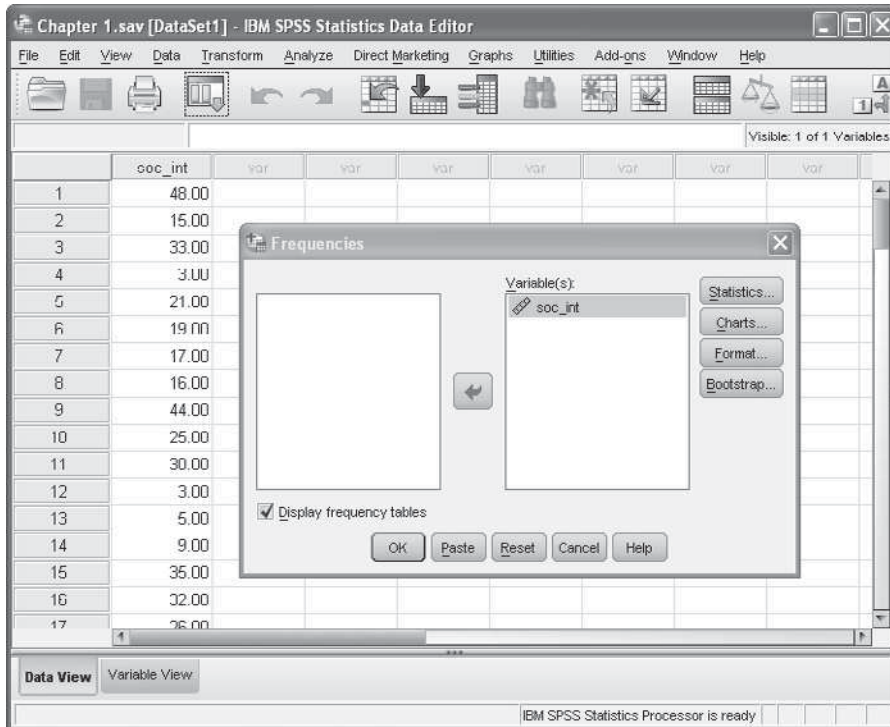 Chapter 1.sav [DataSet1] - IBM SPSS Statistics Data Editor
File Edit View Data Transform Analyze Direct Marketing Graphs Utilities Add-ons Window Help
Visible: 1 of 1 Variables
soc_int var var var var var var var
1 48.00
2 15.00
3 33.00
4 3.00
5 21.00
6 19.00
7 17.00
8 16.00
9 44.00
10 25.00
11 30.00
12 3.00
13 5.00
14 9.00
15 35.00
16 32.00
17 26.00
Frequencies
Variable(s):
soc_int
Statistics...
Charts...
Format...
Bootstrap...
Display frequency tables
OK Paste Reset Cancel Help
Data View Variable View
IBM SPSS Statistics Processor is ready